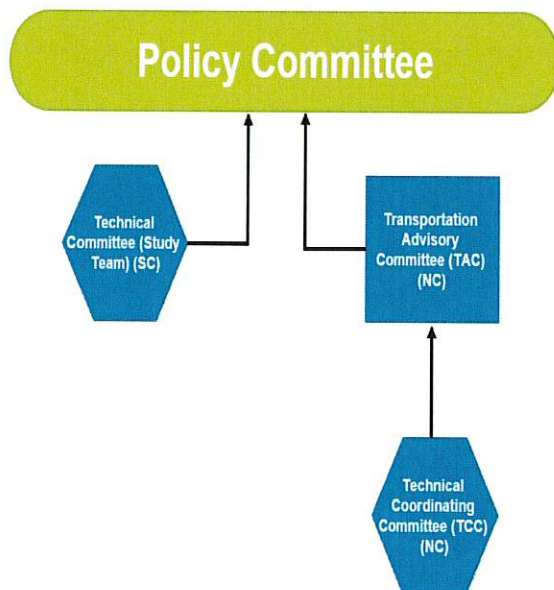 Policy Committee
Technical
Committee (Study
Team) (SC)
Transportation
Advisory
Committee (TAC)
(NC)
Technical
Coordinating
Committee (TCC)
(NC)